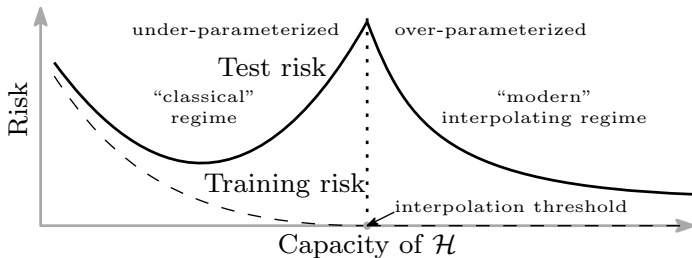 under-parameterized
over-parameterized
Test risk
"classical"
regime
"modern"
interpolating regime
Risk
Training risk
interpolation threshold
Capacity of ℋ